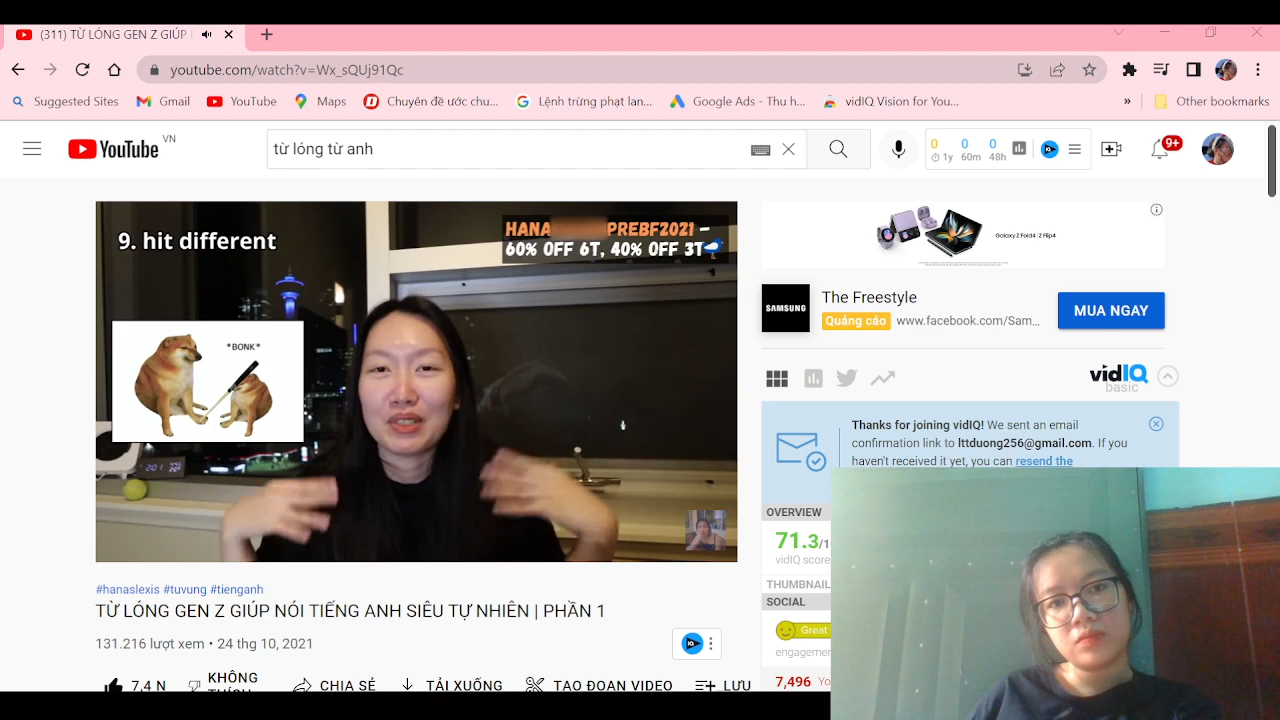 (311) TỪ LÓNG GEN Z GIÚP
youtube.com/watch?v=Wx_sQUj91Qc
Suggested Sites Gmail YouTube Maps Chuyên đề ước chu... Lệnh trừng phạt lan... Google Ads - Thu h... vidIQ Vision for You... » Other bookmarks
YouTube VN
từ lóng từ anh
0 0 0
1y 60m 48h
9+
9. hit different
HANA PREBF2021 -
60% OFF 6T, 40% OFF 3T
*BONK*
Galaxy Z Fold4 | Z Flip4
SAMSUNG
The Freestyle
Quảng cáo www.facebook.com/Sam...
MUA NGAY
vidIQ
basic
Thanks for joining vidIQ! We sent an email
confirmation link to lttduong256@gmail.com. If you
haven't received it yet, you can resend the
OVERVIEW
71.3/1
vidIQ score
THUMBNAIL
SOCIAL
Great
engagemen
7,496 Yo
#hanaslexis #tuvung #tienganh
TỪ LÓNG GEN Z GIÚP NÓI TIẾNG ANH SIÊU TỰ NHIÊN | PHẦN 1
131.216 lượt xem • 24 thg 10, 2021
7,4 N KHÔNG THÍCH CHIA SẺ TẢI XUỐNG TẠO ĐOẠN VIDEO LƯU